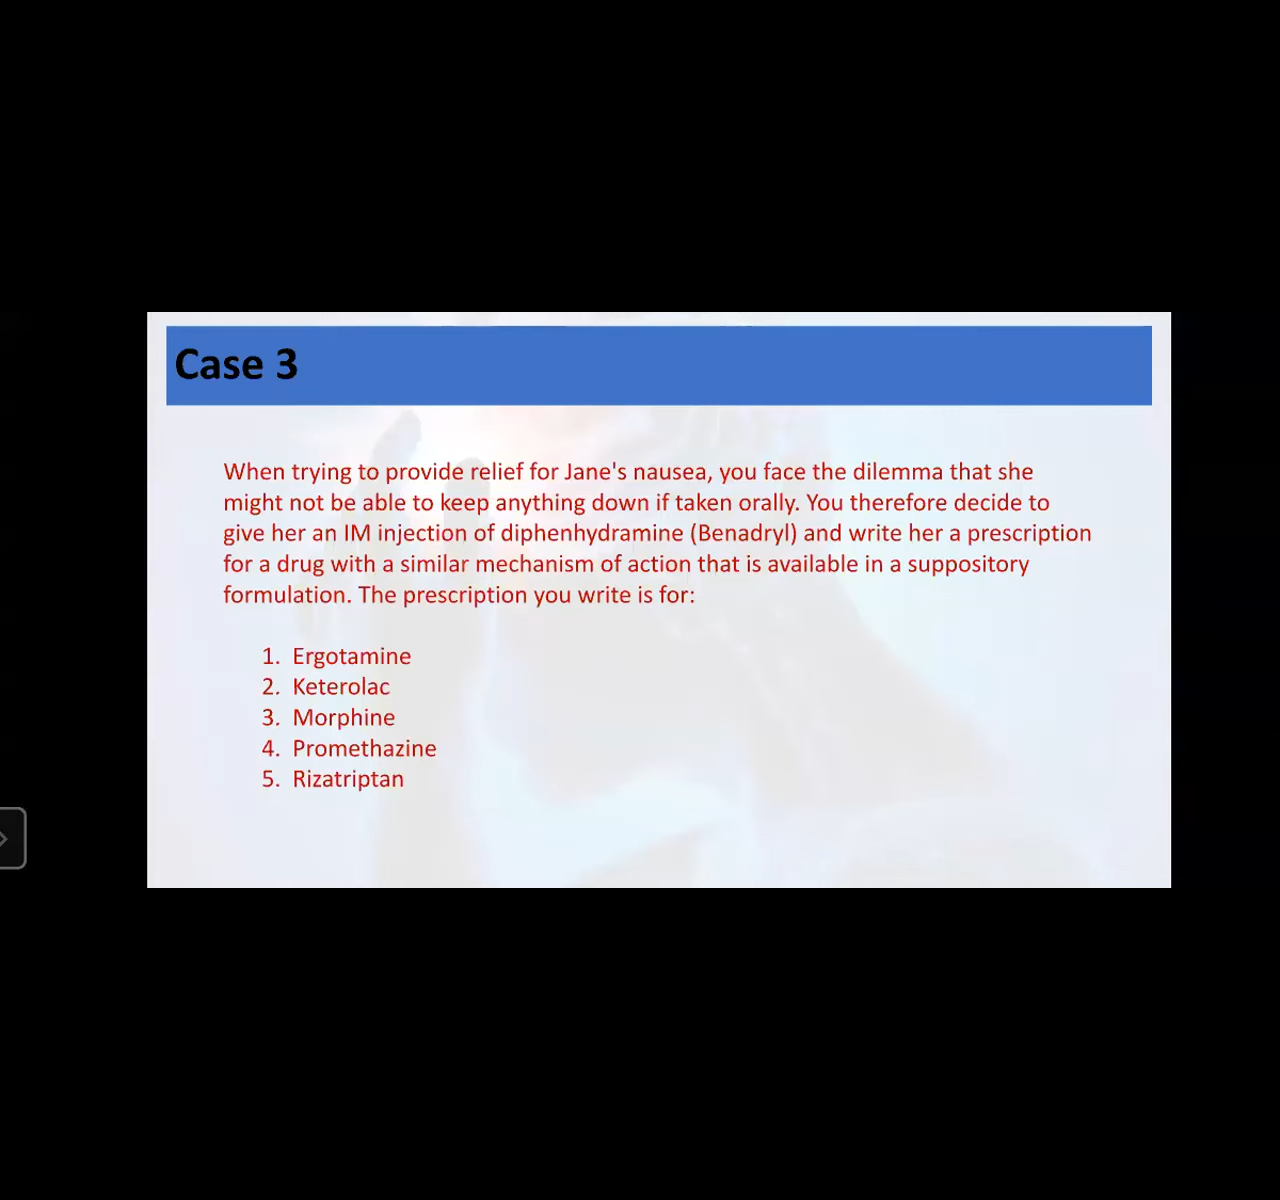 Case 3
When trying to provide relief for Jane's nausea, you face the dilemma that she
might not be able to keep anything down if taken orally. You therefore decide to
give her an IM injection of diphenhydramine (Benadryl) and write her a prescription
for a drug with a similar mechanism of action that is available in a suppository
formulation. The prescription you write is for:
1. Ergotamine
2. Keterolac
3. Morphine
4. Promethazine
5. Rizatriptan